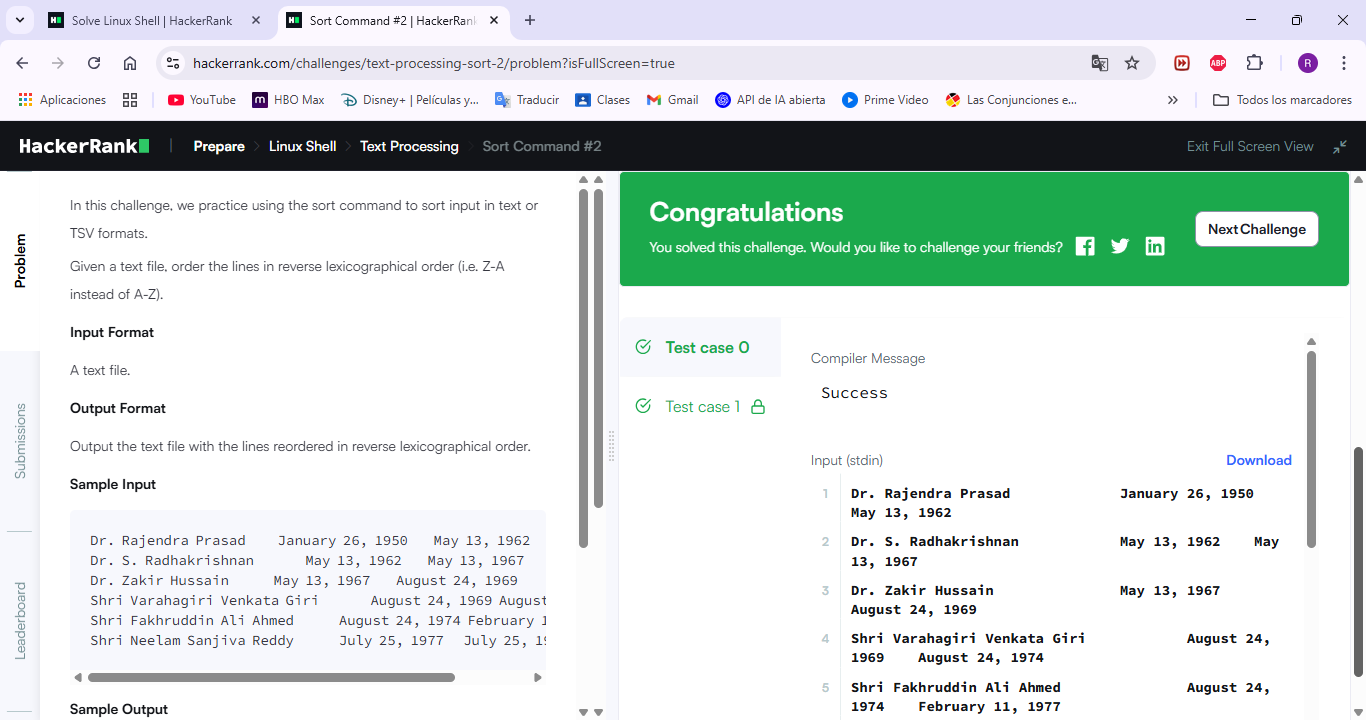 Solve Linux Shell | HackerRank
Sort Command #2 | HackerRank
hackerrank.com/challenges/text-processing-sort-2/problem?isFullScreen=true
ABP
R
Aplicaciones
YouTube
HBO Max
Disney+ | Películas y...
Traducir
Clases
Gmail
API de IA abierta
Prime Video
Las Conjunciones e...
Todos los marcadores
HackerRank
Prepare
Linux Shell
Text Processing
Sort Command #2
Exit Full Screen View
Problem
Submissions
Leaderboard
In this challenge, we practice using the sort command to sort input in text or
TSV formats.
Given a text file, order the lines in reverse lexicographical order (i.e. Z-A
instead of A-Z).
Input Format
A text file.
Output Format
Output the text file with the lines reordered in reverse lexicographical order.
Sample Input
Dr. Rajendra Prasad January 26, 1950 May 13, 1962
Dr. S. Radhakrishnan May 13, 1962 May 13, 1967
Dr. Zakir Hussain May 13, 1967 August 24, 1969
Shri Varahagiri Venkata Giri August 24, 1969 August
Shri Fakhruddin Ali Ahmed August 24, 1974 February 1
Shri Neelam Sanjiva Reddy July 25, 1977 July 25, 19
Sample Output
Congratulations
You solved this challenge. Would you like to challenge your friends?
Next Challenge
Test case 0
Test case 1
Compiler Message
Success
Input (stdin)
Download
1 Dr. Rajendra Prasad January 26, 1950
May 13, 1962
2 Dr. S. Radhakrishnan May 13, 1962 May
13, 1967
3 Dr. Zakir Hussain May 13, 1967
August 24, 1969
4 Shri Varahagiri Venkata Giri August 24,
1969 August 24, 1974
5 Shri Fakhruddin Ali Ahmed August 24,
1974 February 11, 1977